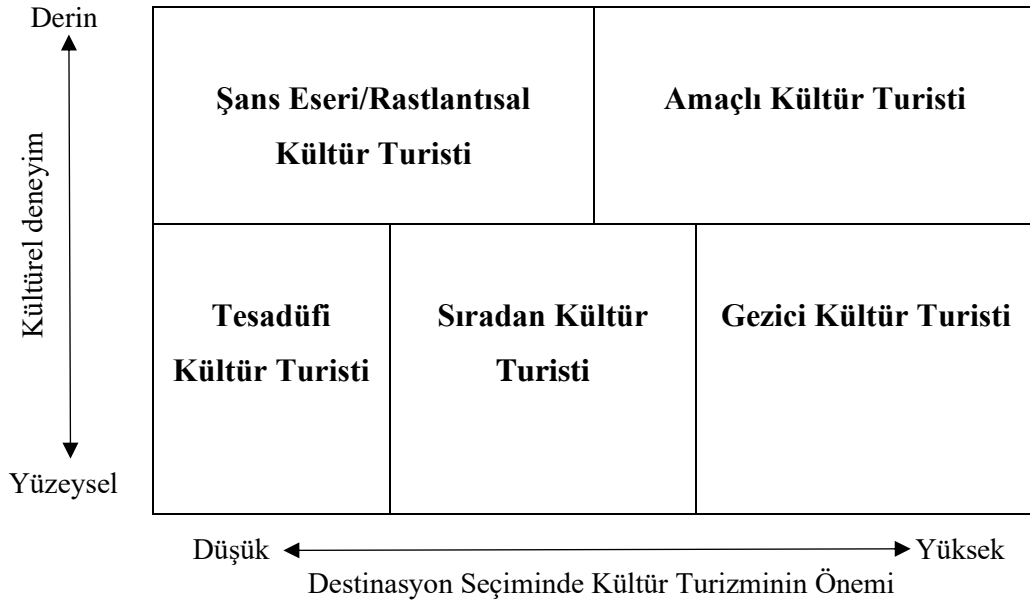 Derin
Kültürel deneyim
Yüzeysel
Şans Eseri/Rastlantısal
Kültür Turisti
Amaçlı Kültür Turisti
Tesadüfi
Kültür Turisti
Sıradan Kültür
Turisti
Gezici Kültür Turisti
Düşük
Yüksek
Destinasyon Seçiminde Kültür Turizminin Önemi